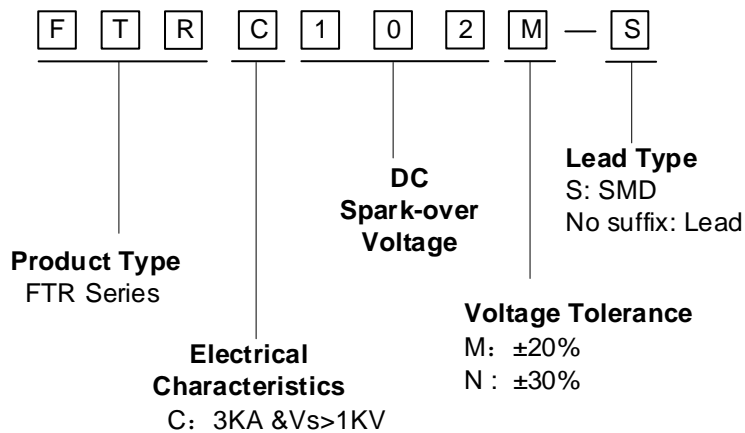 F T R C 1 0 2 M — S
Lead Type
S: SMD
No suffix: Lead
DC
Spark-over
Voltage
Product Type
FTR Series
Voltage Tolerance
M：±20%
N : ±30%
Electrical
Characteristics
C：3KA &Vs>1KV